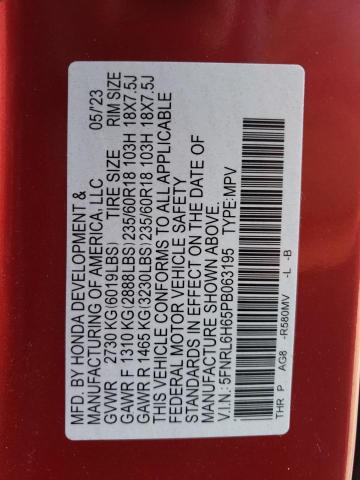 MFD. BY HONDA DEVELOPMENT & 05/23
MANUFACTURING OF AMERICA, LLC
GVWR 2730 KG(6019LBS) TIRE SIZE RIM SIZE
GAWR F 1310 KG(2888LBS)235/60R18 103H 18X7.5J
GAWR R 1465 KG(3230LBS)235/60R18 103H 18X7.5J
THIS VEHICLE CONFORMS TO ALL APPLICABLE
FEDERAL MOTOR VEHICLE SAFETY
STANDARDS IN EFFECT ON THE DATE OF
MANUFACTURE SHOWN ABOVE.
V.I.N.: 5FNRL6H65PB063195 TYPE: MPV
THR P AG8 -R580MV -L -B